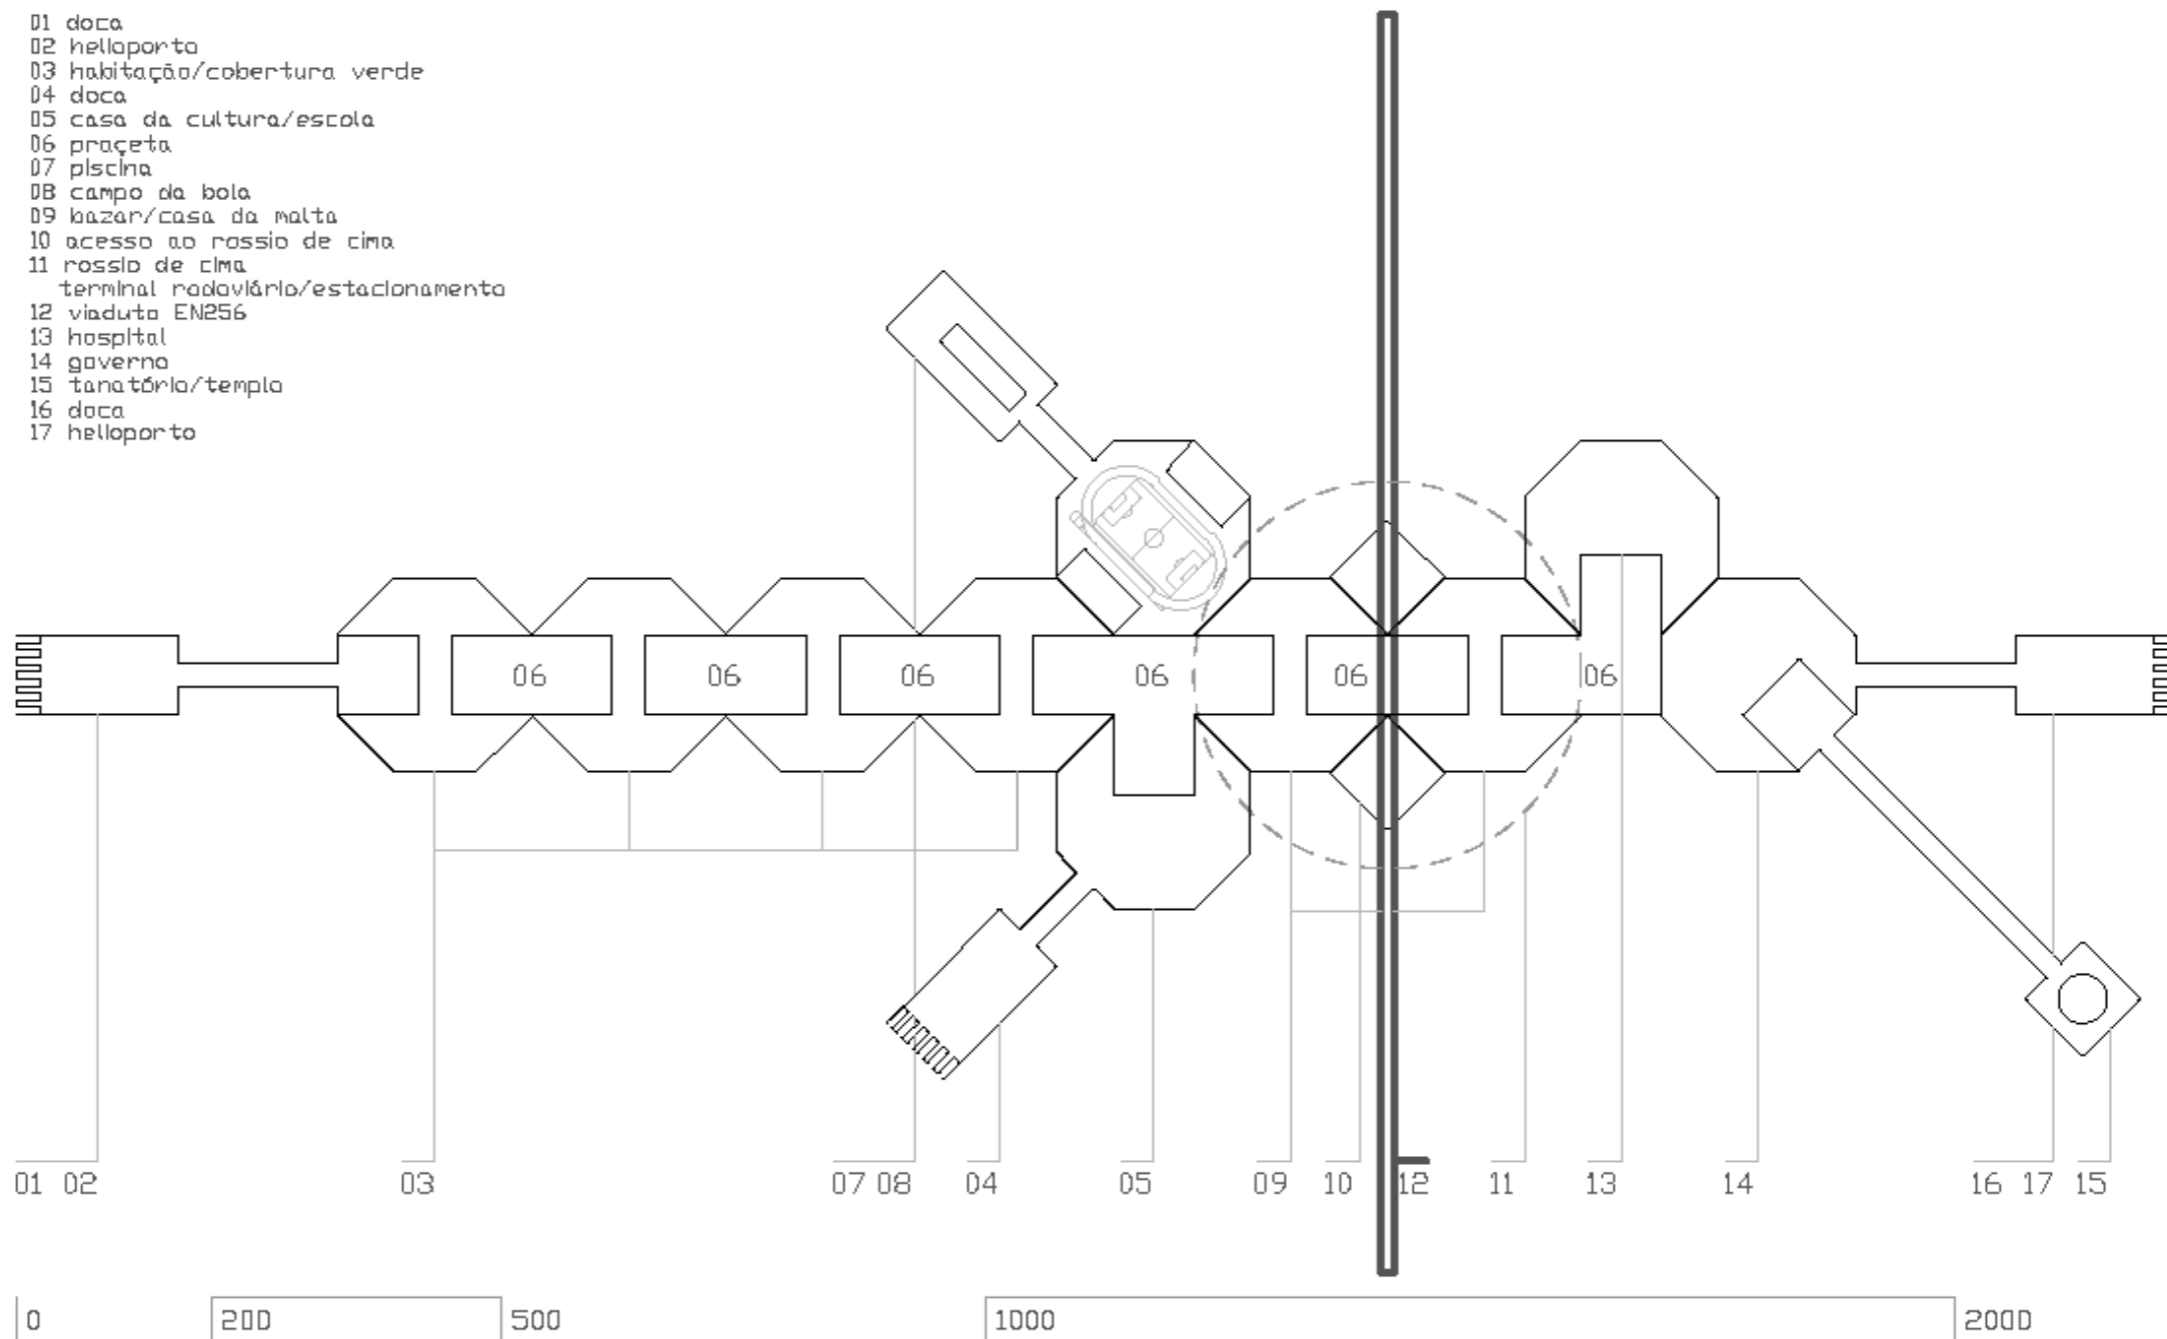 01 doca
02 helioporto
03 habitação/cobertura verde
04 doca
05 casa da cultura/escola
06 praçeta
07 piscina
08 campo da bola
09 bazar/casa da malta
10 acesso ao rossio de cima
11 rossio de cima
terminal rodoviário/estacionamento
12 viaduto EN256
13 hospital
14 governo
15 tanatório/templo
16 doca
17 helioporto
06 06 06 06 06 06
01 02 03 07 08 04 05 09 10 12 11 13 14 16 17 15
0 200 500 1000 2000